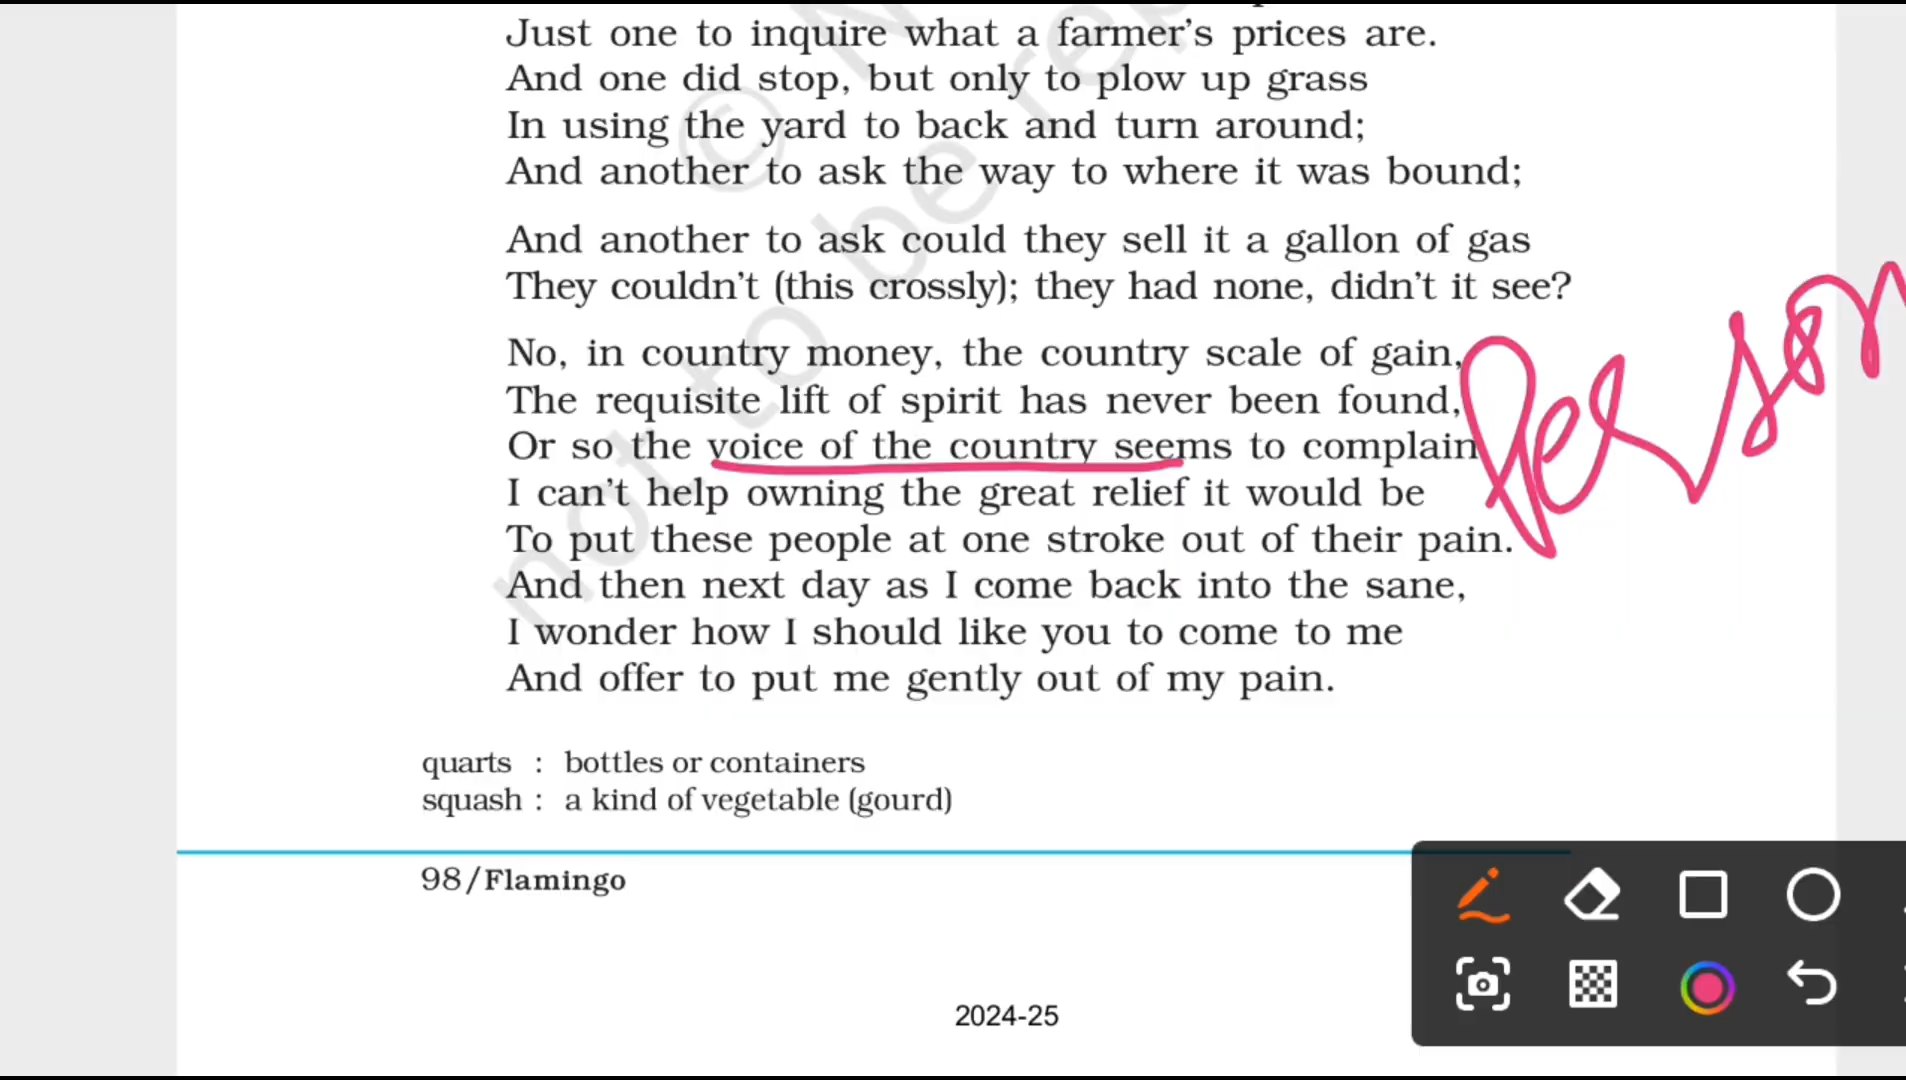 Just one to inquire what a farmer's prices are.
And one did stop, but only to plow up grass
In using the yard to back and turn around;
And another to ask the way to where it was bound;
And another to ask could they sell it a gallon of gas
They couldn't (this crossly); they had none, didn't it see?
No, in country money, the country scale of gain,
The requisite lift of spirit has never been found,
Or so the voice of the country seems to complain
I can't help owning the great relief it would be
To put these people at one stroke out of their pain.
And then next day as I come back into the sane,
I wonder how I should like you to come to me
And offer to put me gently out of my pain.
Person
quarts : bottles or containers
squash : a kind of vegetable (gourd)
98/Flamingo
2024-25
© N
not to be rep